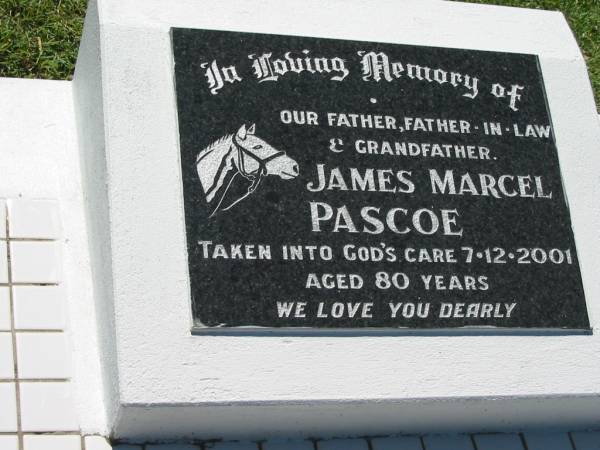 In Loving Memory of
OUR FATHER, FATHER-IN-LAW
& GRANDFATHER.
JAMES MARCEL
PASCOE
TAKEN INTO GOD'S CARE 7·12·2001
AGED 80 YEARS
WE LOVE YOU DEARLY